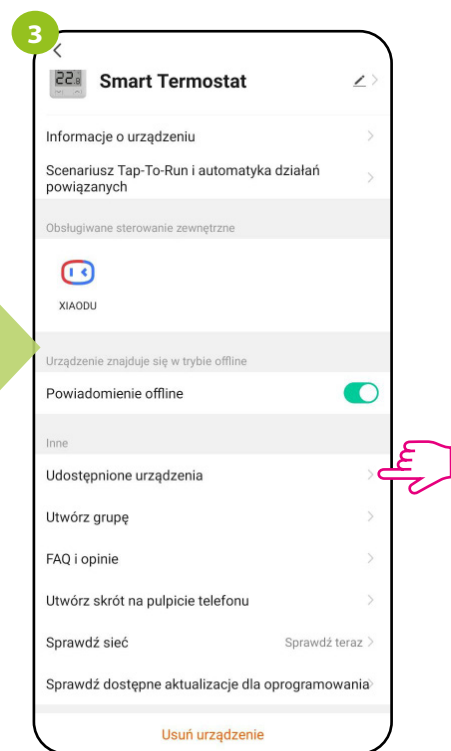 3
22.
Smart Termostat
Informacje o urządzeniu
Scenariusz Tap-To-Run i automatyka działań
powiązanych
Obsługiwane sterowanie zewnętrzne
XIAODU
Urządzenie znajduje się w trybie offline
Powiadomienie offline
Inne
Udostępnione urządzenia
Utwórz grupę
FAQ i opinie
Utwórz skrót na pulpicie telefonu
Sprawdź sieć Sprawdź teraz
Sprawdź dostępne aktualizacje dla oprogramowania
Usuń urządzenie